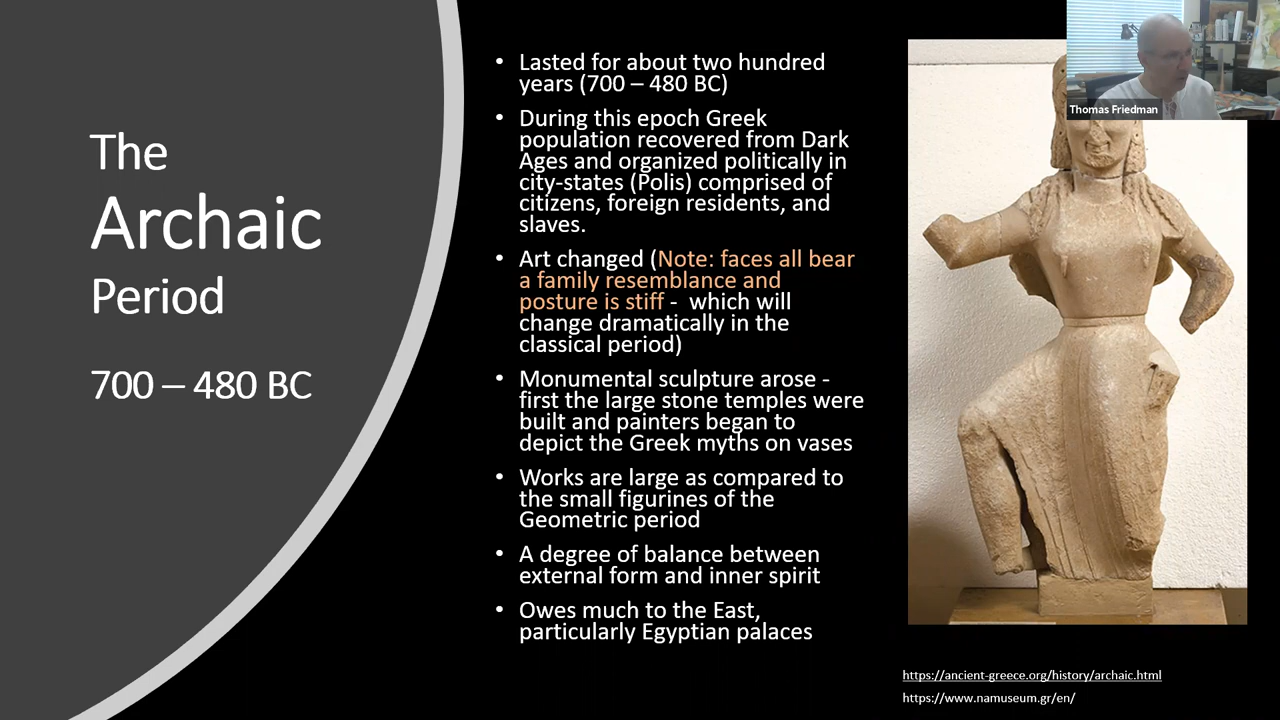 The
Archaic
Period
700 – 480 BC
• Lasted for about two hundred
years (700 – 480 BC)
• During this epoch Greek
population recovered from Dark
Ages and organized politically in
city-states (Polis) comprised of
citizens, foreign residents, and
slaves.
• Art changed (Note: faces all bear
a family resemblance and
posture is stiff -  which will
change dramatically in the
classical period)
• Monumental sculpture arose -
first the large stone temples were
built and painters began to
depict the Greek myths on vases
• Works are large as compared to
the small figurines of the
Geometric period
• A degree of balance between
external form and inner spirit
• Owes much to the East,
particularly Egyptian palaces
Thomas Friedman
https://ancient-greece.org/history/archaic.html
https://www.namuseum.gr/en/